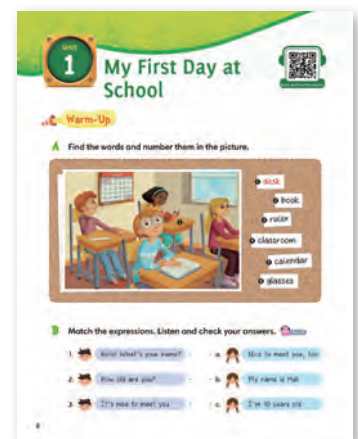 Unit
1
My First Day at
School
Warm-Up
A Find the words and number them in the picture.
desk
book
ruler
classroom
calendar
glasses
B Match the expressions. Listen and check your answers.
1. Hello! What's your name?
a. Nice to meet you, too
2. How old are you?
b. My name is
3. It's nice to meet you
c. I'm 10 years old